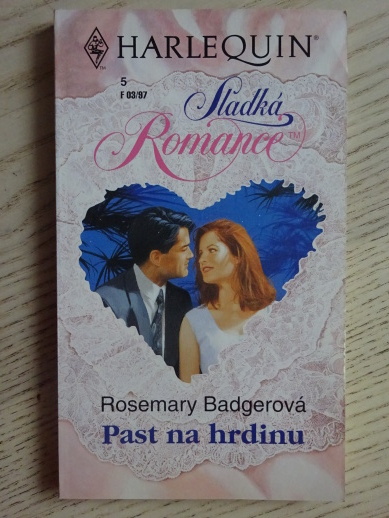 HARLEQUIN®
5
F 03/97
Sladká
Romance™
Rosemary Badgerová
Past na hrdinu